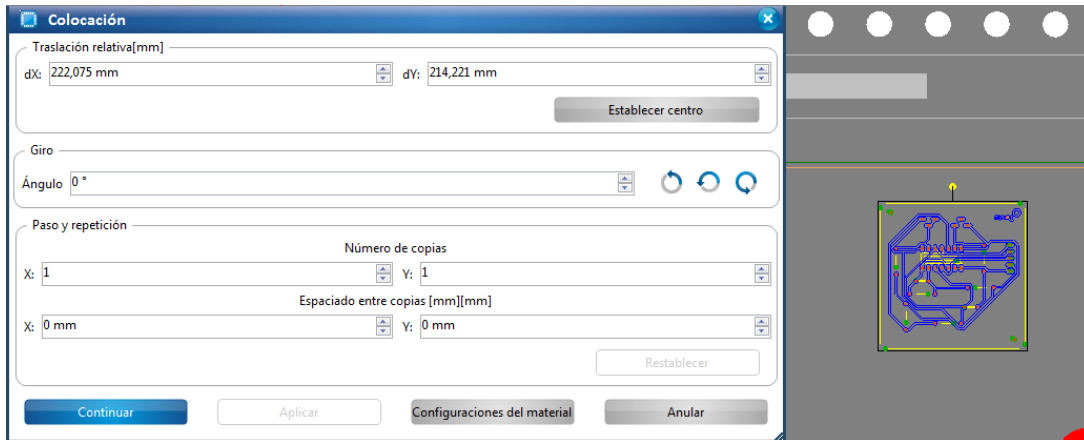 Colocación
Traslación relativa[mm]
dX: 222,075 mm dY: 214,221 mm
Establecer centro
Giro
Ángulo 0 °
Paso y repetición
Número de copias
X: 1 Y: 1
Espaciado entre copias [mm][mm]
X: 0 mm Y: 0 mm
Restablecer
Continuar Aplicar Configuraciones del material Anular